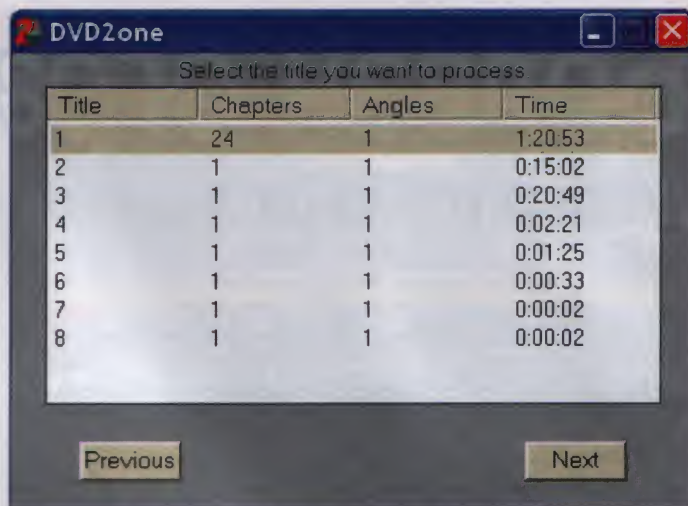 DVD2one
Select the title you want to process
Title Chapters Angles Time
1 24 1 1:20:53
2 1 1 0:15:02
3 1 1 0:20:49
4 1 1 0:02:21
5 1 1 0:01:25
6 1 1 0:00:33
7 1 1 0:00:02
8 1 1 0:00:02
Previous Next